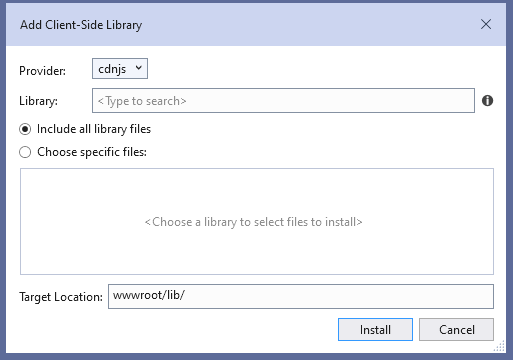 Add Client-Side Library
Provider: cdnjs
Library: <Type to search>
Include all library files
Choose specific files:
<Choose a library to select files to install>
Target Location: wwwroot/lib/
Install Cancel